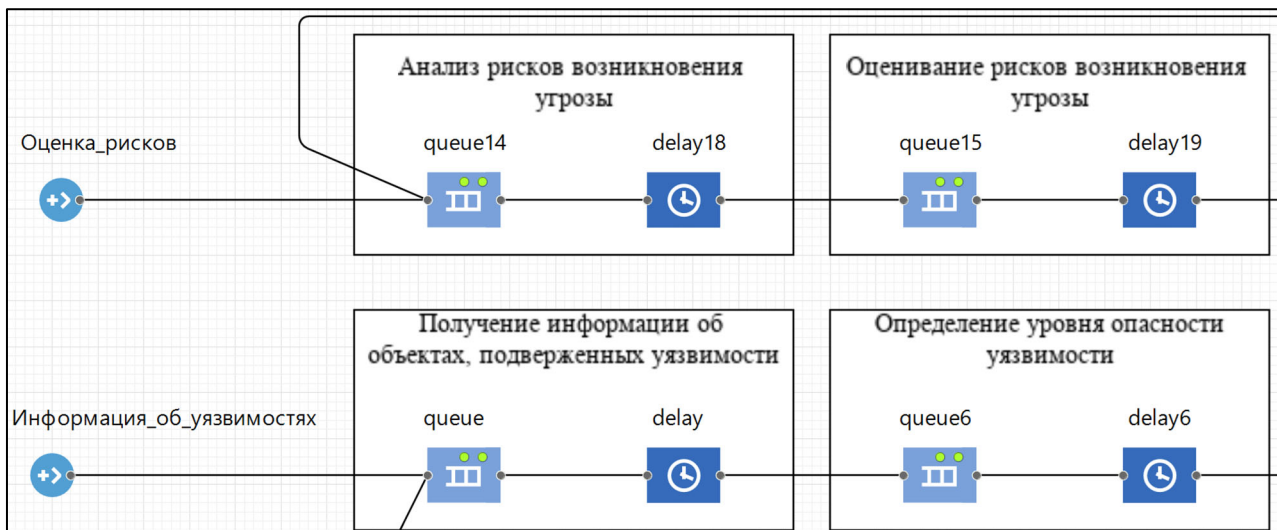 Анализ рисков возникновения
угрозы
Оценивание рисков возникновения
угрозы
Оценка_рисков
queue14
delay18
queue15
delay19
Получение информации об
объектах, подверженных уязвимости
Определение уровня опасности
уязвимости
Информация_об_уязвимостях
queue
delay
queue6
delay6